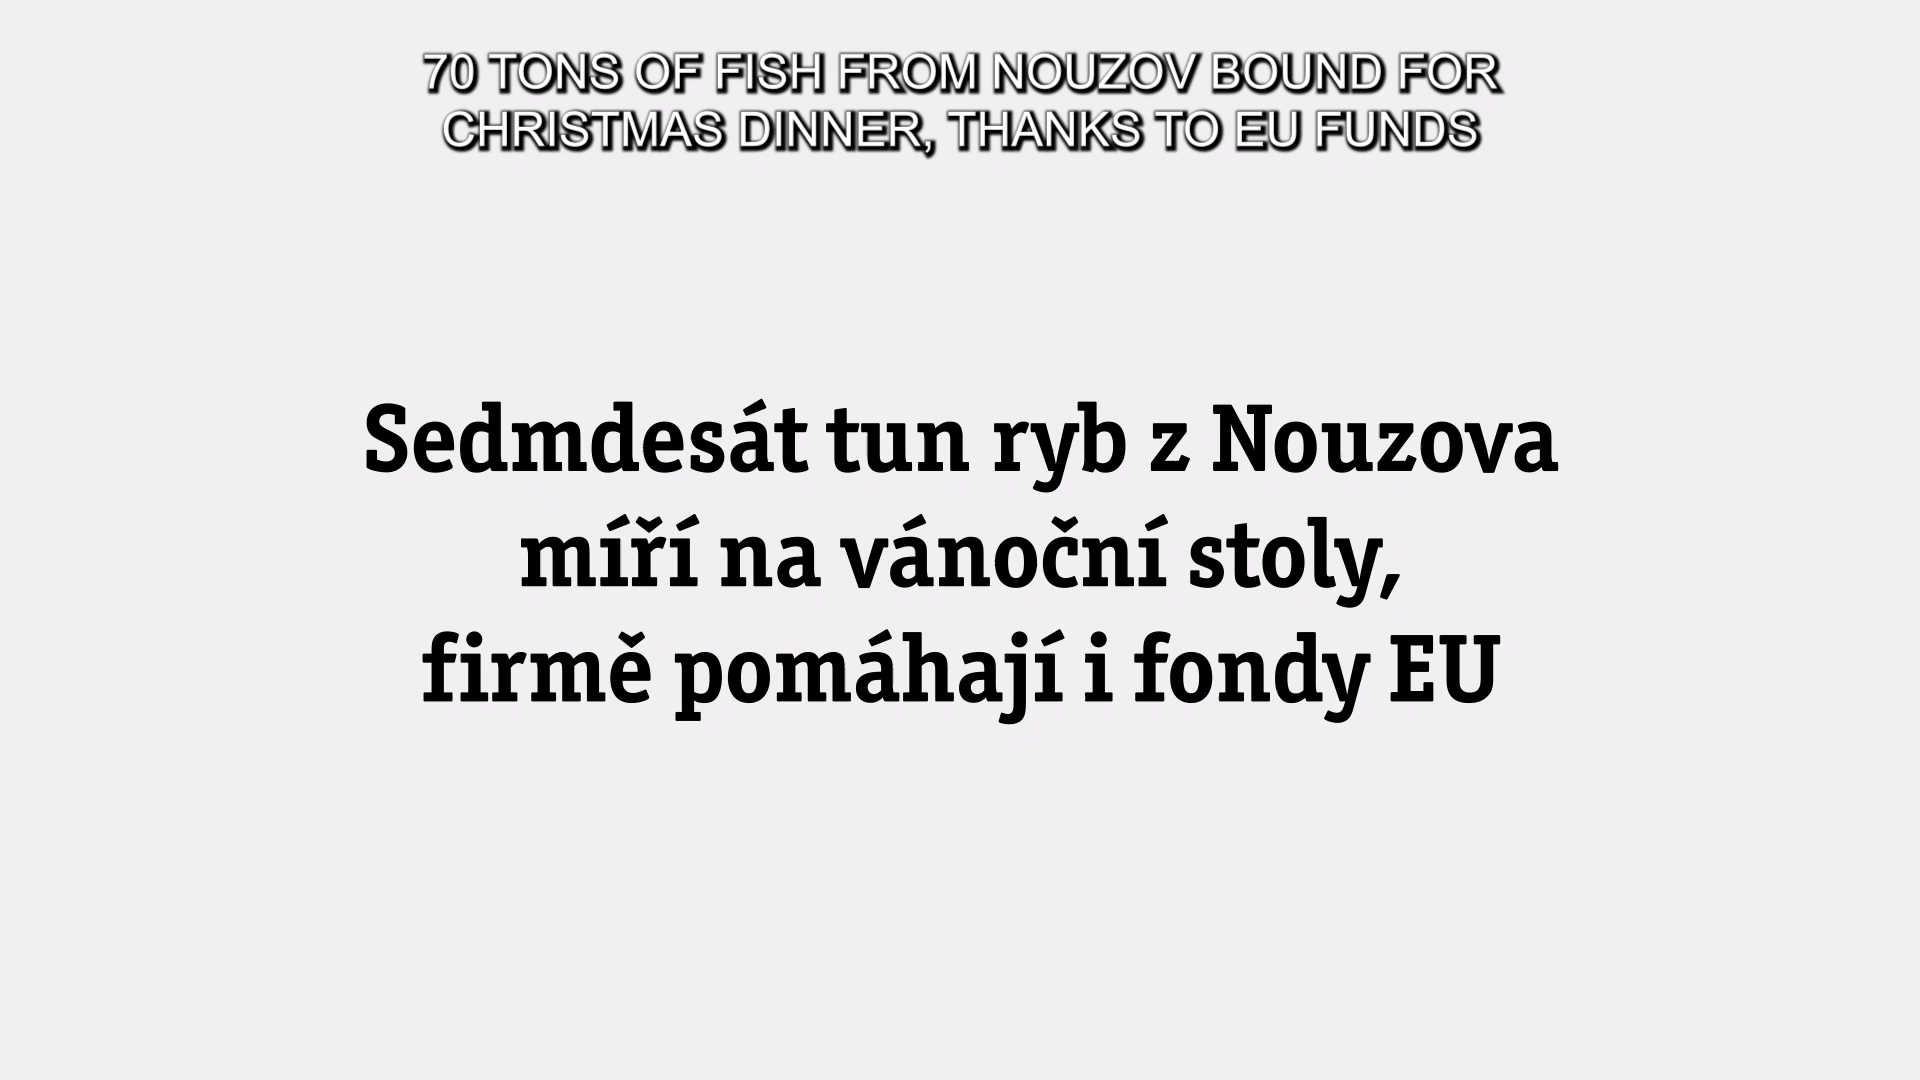 70 TONS OF FISH FROM NOUZOV BOUND FOR
CHRISTMAS DINNER, THANKS TO EU FUNDS
Sedmdesát tun ryb z Nouzova
míří na vánoční stoly,
firmě pomáhají i fondy EU